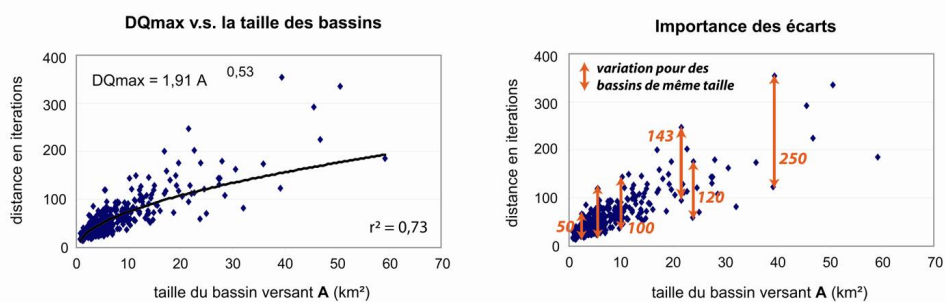 DQmax v.s. la taille des bassins
400
300
200
100
0
distance en iterations
DQmax = 1,91 A 0,53
r² = 0,73
0 10 20 30 40 50 60 70
taille du bassin versant A (km²)
Importance des écarts
400
300
200
100
0
distance en iterations
variation pour des
bassins de même taille
143
250
120
100
50
0 10 20 30 40 50 60 70
taille du bassin versant A (km²)